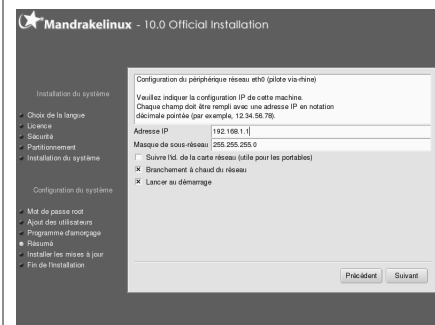 Mandrakelinux - 10.0 Official Installation
Installation du système
Choix de la langue
Licence
Sécurité
Partitionnement
Installation du système
Configuration du système
Mot de passe root
Ajout des utilisateurs
Programme d'amorçage
Résumé
Installer les mises à jour
Fin de l'installation
Configuration du périphérique réseau eth0 (pilote via-rhine)
Veuillez indiquer la configuration IP de cette machine.
Chaque champ doit être rempli avec une adresse IP en notation
décimale pointée (par exemple, 12.34.56.78).
Adresse IP 192.168.1.1
Masque de sous-réseau 255.255.255.0
Suivre l'id. de la carte réseau (utile pour les portables)
Branchement à chaud du réseau
Lancer au démarrage
Précédent Suivant